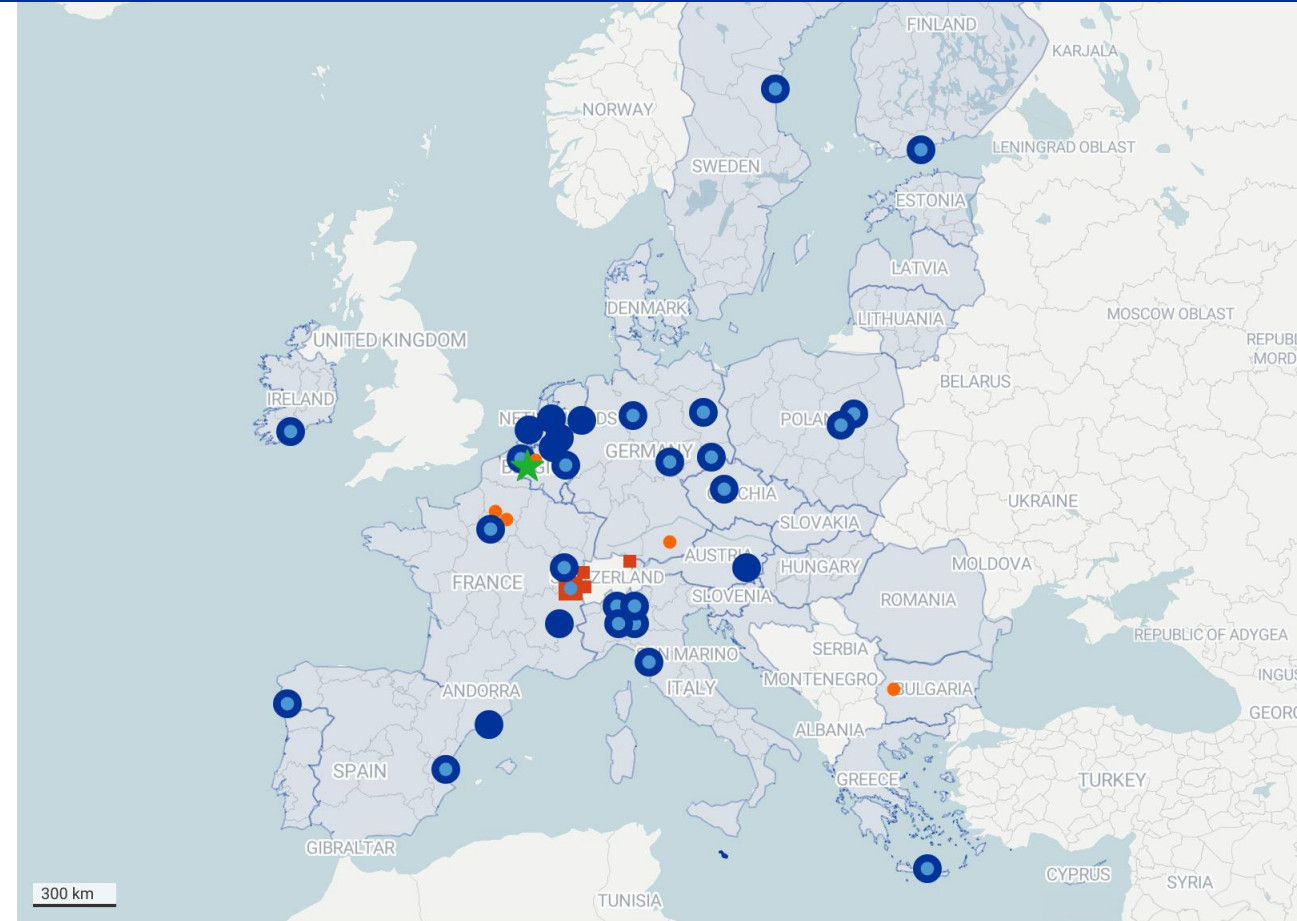 FINLAND
KARJALA
NORWAY
LENINGRAD OBLAST
SWEDEN
ESTONIA
LATVIA
DENMARK
MOSCOW OBLAST
LITHUANIA
UNITED KINGDOM
BELARUS
IRELAND
GERMANY
UKRAINE
SLOVAKIA
AUSTRIA
HUNGARY
MOLDOVA
FRANCE
SLOVENIA
ROMANIA
REPUBLIC OF ADYGEA
SERBIA
MONTENEGRO
ITALY
ANDORRA
BULGARIA
ALBANIA
SPAIN
GREECE
TURKEY
GIBRALTAR
CYPRUS
SYRIA
300 km
TUNISIA